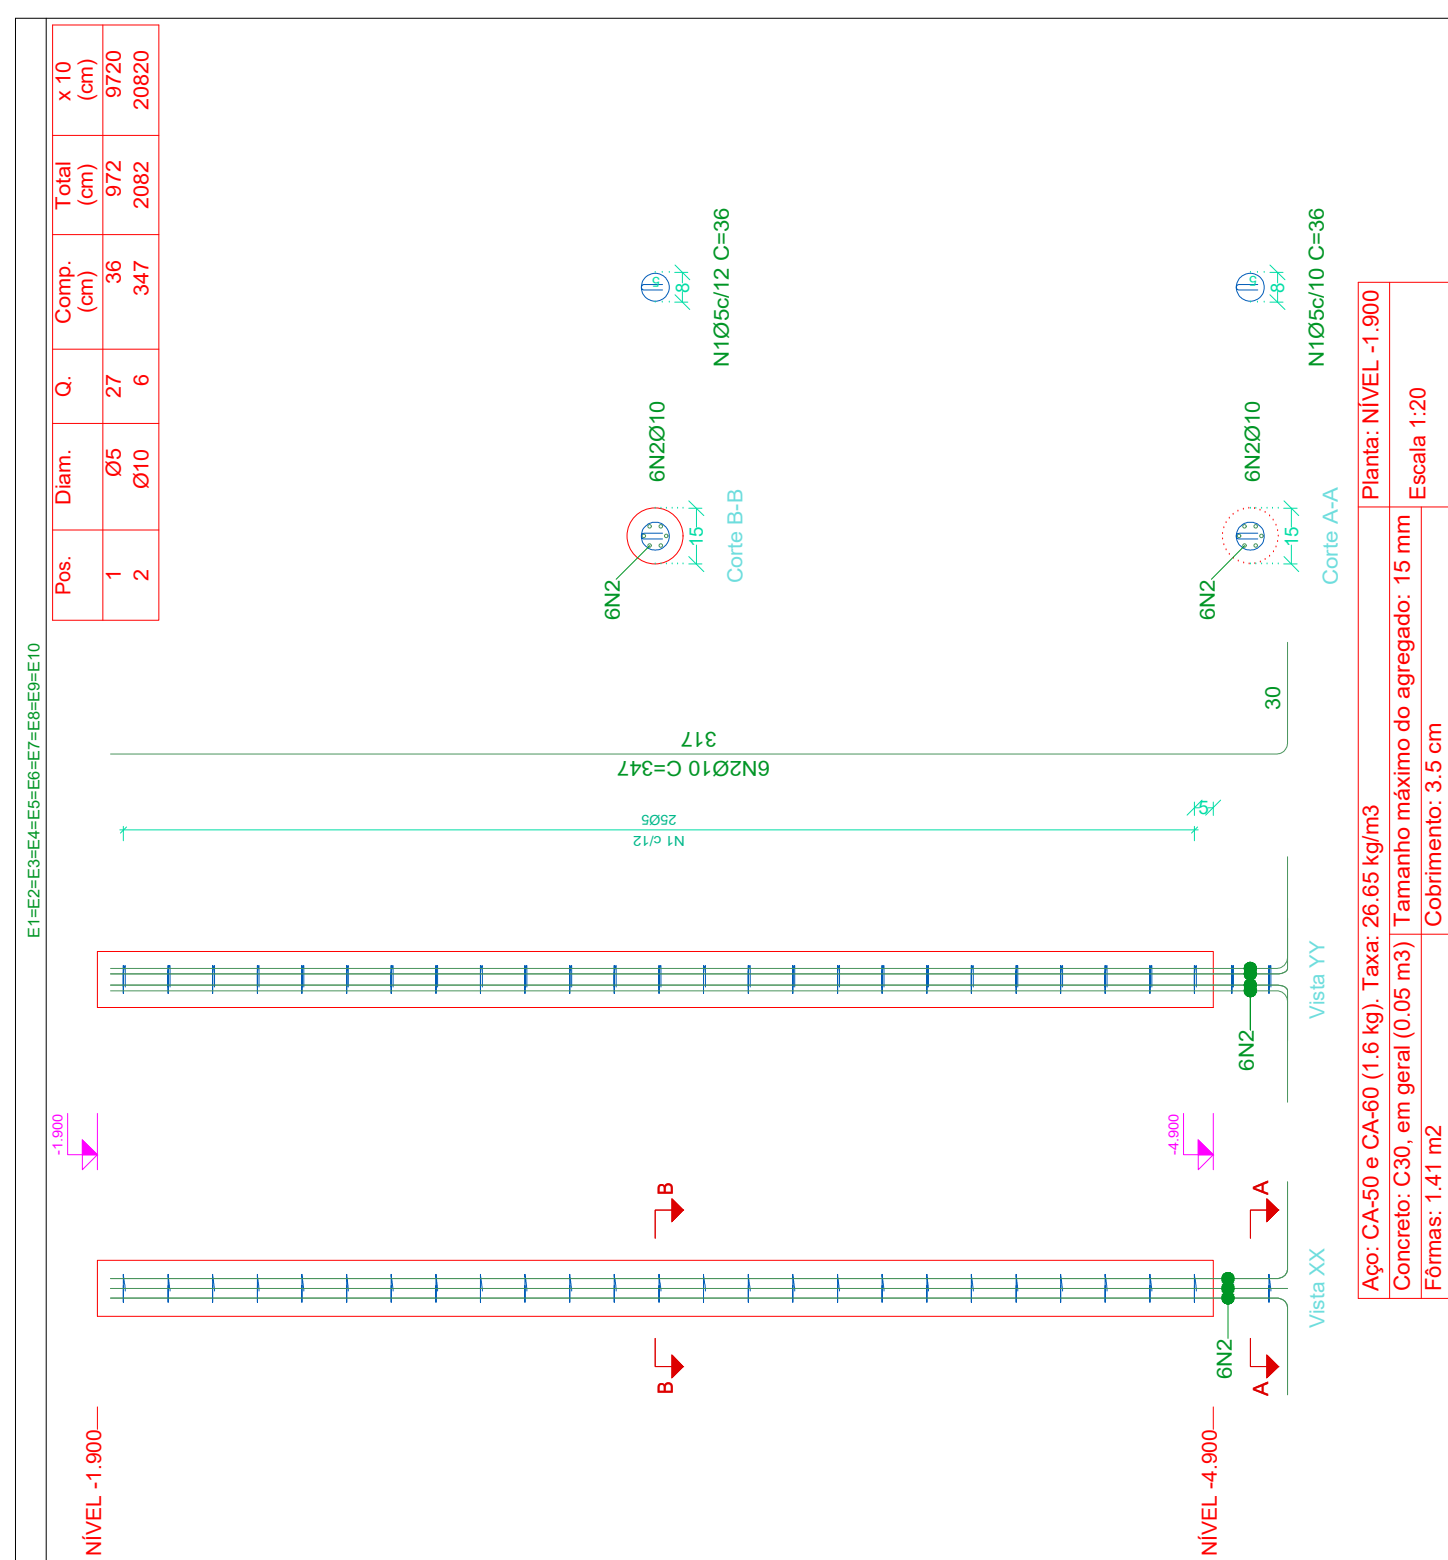 E1=E2=E3=E4=E5=E6=E7=E8=E9=E10
Pos. Diam. Q. Comp. (cm) Total (cm) x 10 (cm)
1 Ø5 27 36 972 9720
2 Ø10 6 347 2082 20820
NÍVEL -1.900
-1.900
B
B
6N2
6N2Ø10
15
Corte B-B
5
8
N1Ø5c/12 C=36
N1 c/12
25Ø5
5
6N2Ø10 C=347
317
30
NÍVEL -4.900
-4.900
A
A
6N2
6N2
6N2
6N2Ø10
15
Corte A-A
5
8
N1Ø5c/10 C=36
Vista XX
Vista YY
Aço: CA-50 e CA-60 (1.6 kg). Taxa: 26.65 kg/m3
Planta: NÍVEL -1.900
Concreto: C30, em geral (0.05 m3)
Tamanho máximo do agregado: 15 mm
Escala 1:20
Fôrmas: 1.41 m2
Cobrimento: 3.5 cm